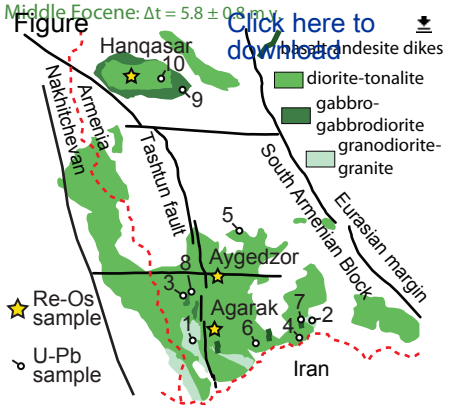 Middle Eocene: Δt = 5.8 ± 0.8 m.y.
Figure
Click here to
download
basalt-andesite dikes
diorite-tonalite
gabbro-
gabbrodiorite
granodiorite-
granite
Hanqasar
10
9
Nakhitchevan
Armenia
Tashtun fault
South Armenian Block
Eurasian margin
5
Aygedzor
8
3
Agarak
1
6
7
2
4
Iran
Re-Os
sample
U-Pb
sample